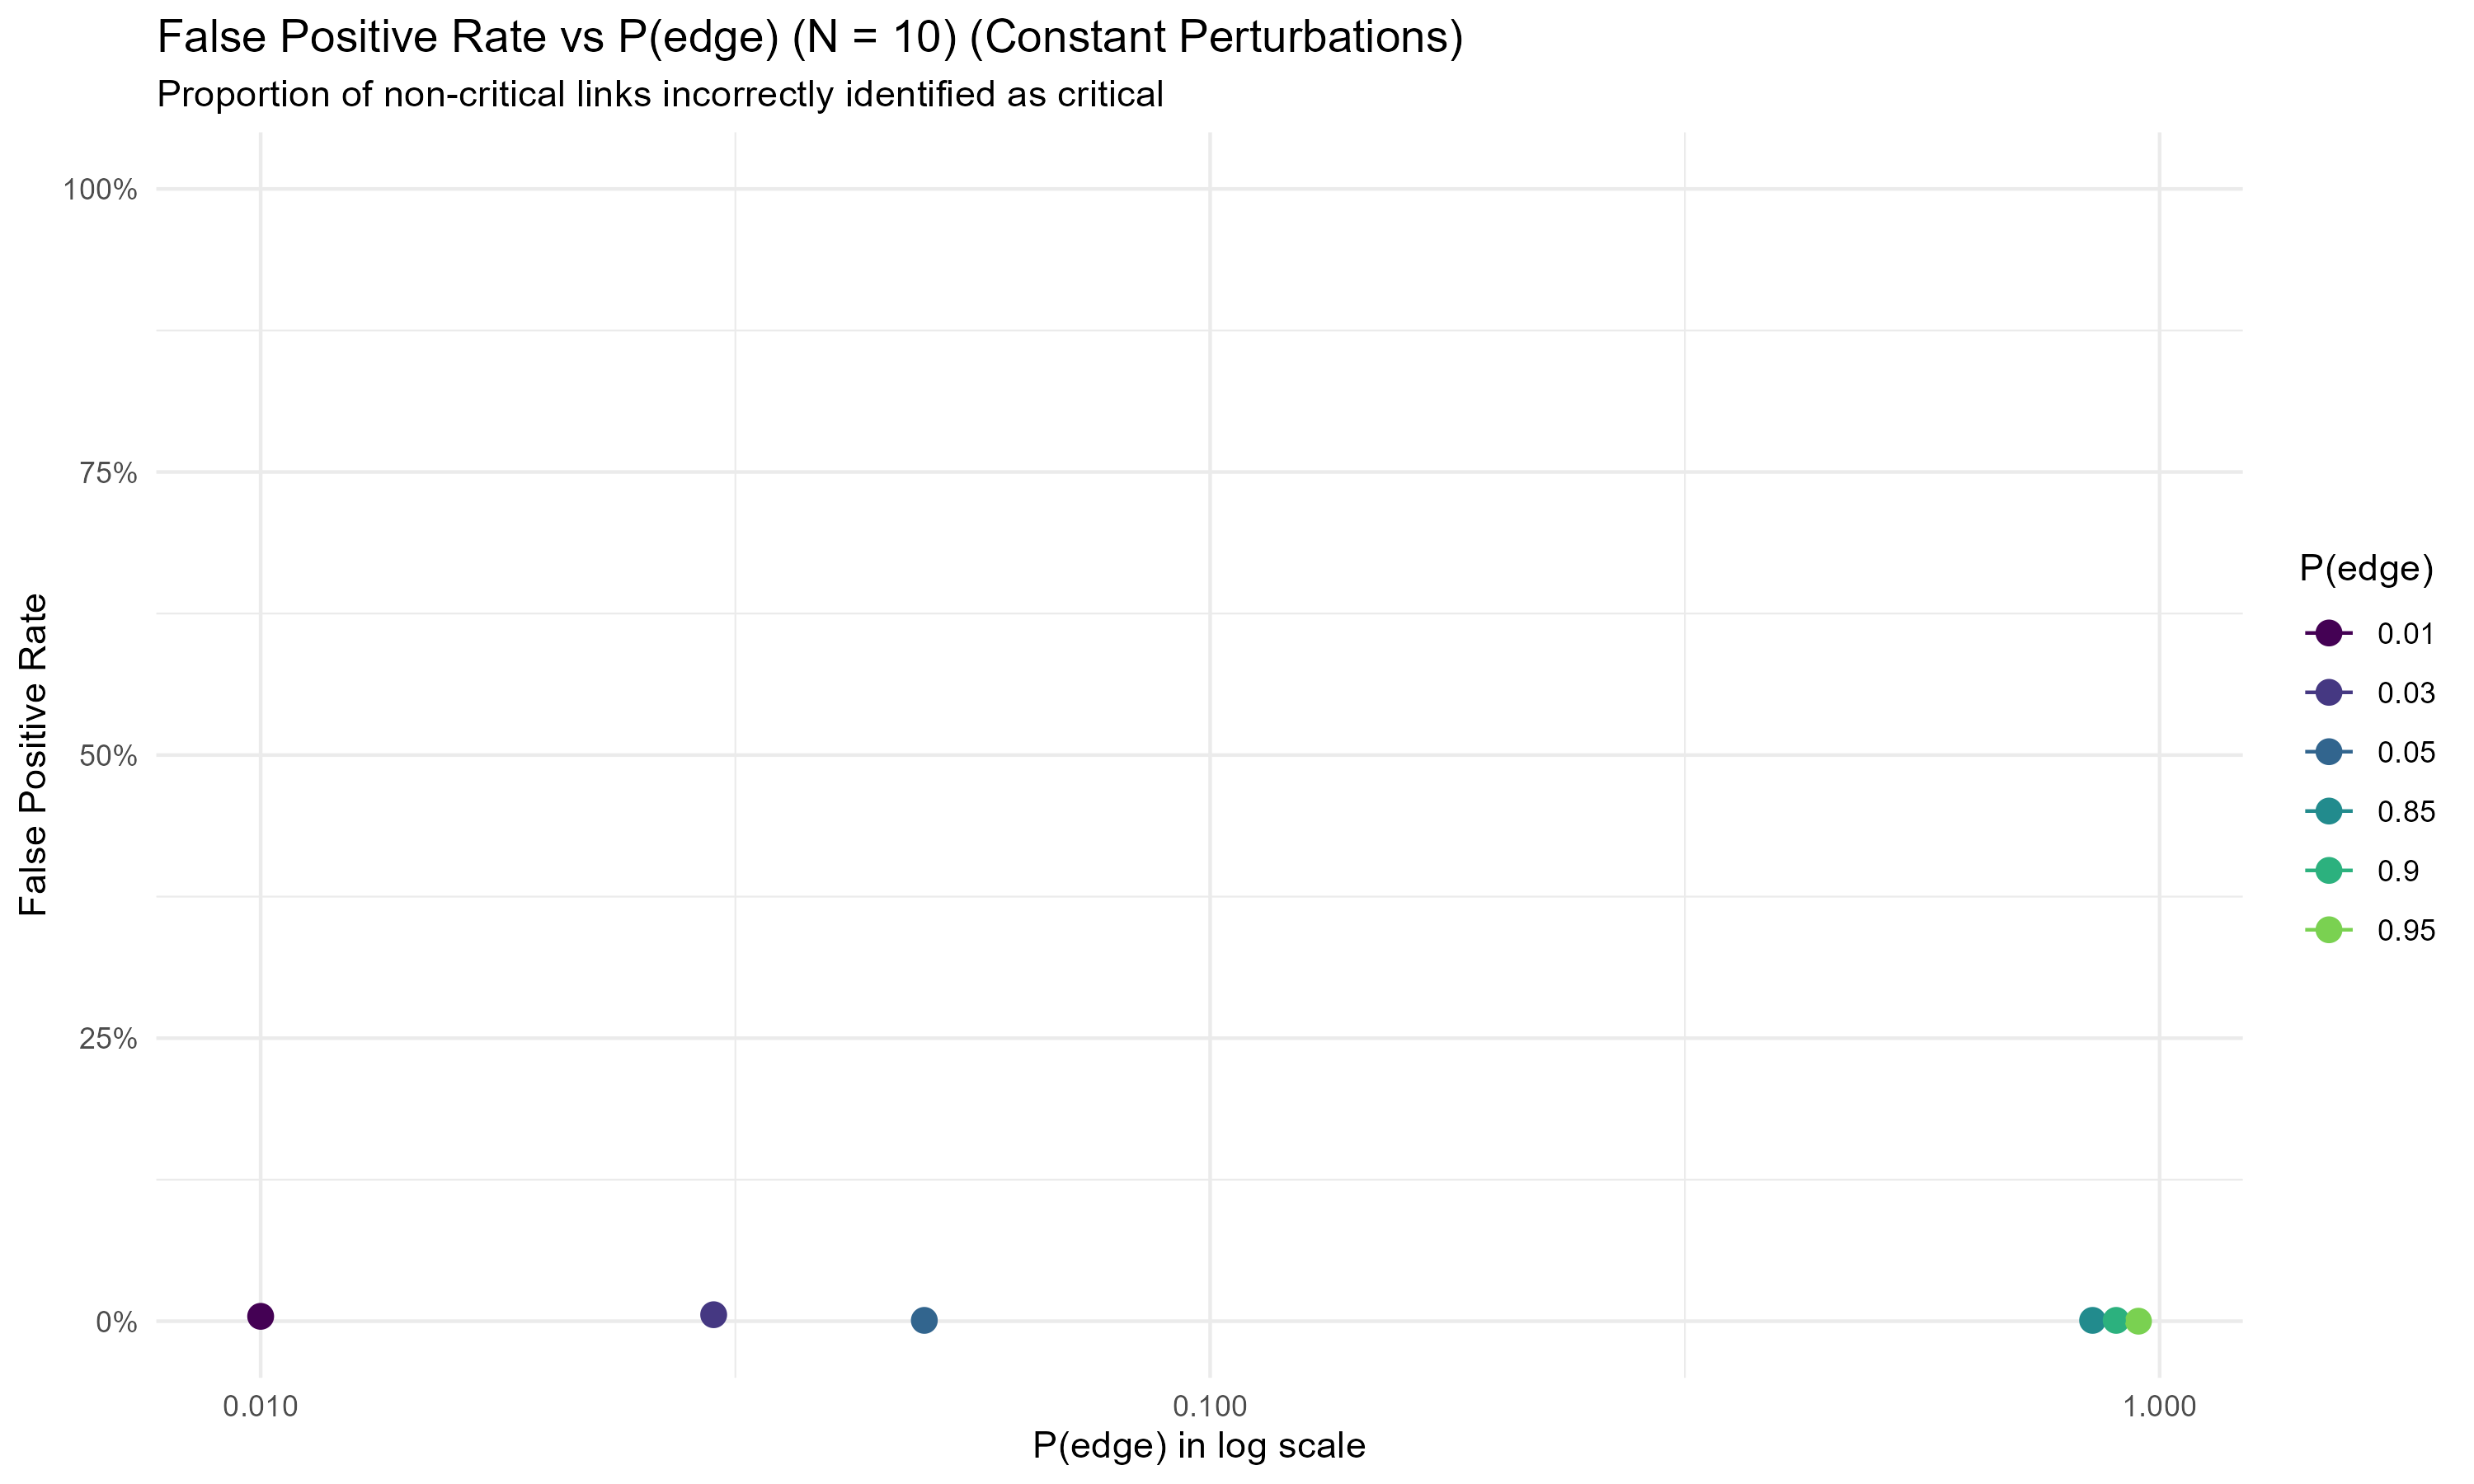 False Positive Rate vs P(edge) (N = 10) (Constant Perturbations)
Proportion of non-critical links incorrectly identified as critical
100%
75%
50%
25%
0%
False Positive Rate
0.010
0.100
1.000
P(edge) in log scale
P(edge)
0.01
0.03
0.05
0.85
0.9
0.95